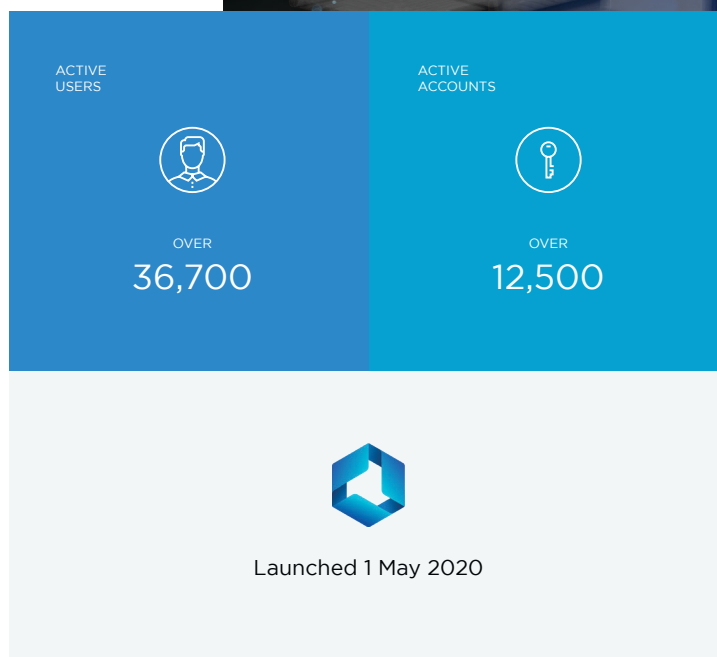 ACTIVE
USERS
OVER
36,700
ACTIVE
ACCOUNTS
OVER
12,500
Launched 1 May 2020